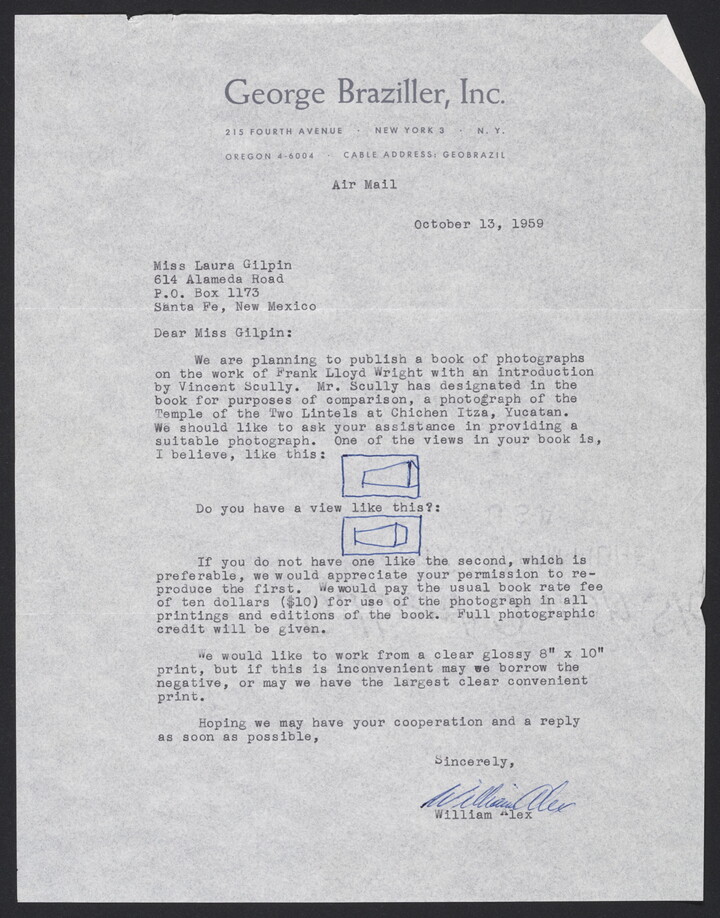 George Braziller, Inc.
215 FOURTH AVENUE · NEW YORK 3 · N. Y.
OREGON 4-6004 · CABLE ADDRESS: GEOBRAZIL
Air Mail
October 13, 1959
Miss Laura Gilpin
614 Alameda Road
P.O. Box 1173
Santa Fe, New Mexico
Dear Miss Gilpin:
We are planning to publish a book of photographs
on the work of Frank Lloyd Wright with an introduction
by Vincent Scully. Mr. Scully has designated in the
book for purposes of comparison, a photograph of the
Temple of the Two Lintels at Chichen Itza, Yucatan.
We should like to ask your assistance in providing a
suitable photograph. One of the views in your book is,
I believe, like this:
Do you have a view like this?:
If you do not have one like the second, which is
preferable, we would appreciate your permission to re-
produce the first. We would pay the usual book rate fee
of ten dollars ($10) for use of the photograph in all
printings and editions of the book. Full photographic
credit will be given.
We would like to work from a clear glossy 8" x 10"
print, but if this is inconvenient may we borrow the
negative, or may we have the largest clear convenient
print.
Hoping we may have your cooperation and a reply
as soon as possible,
Sincerely,
William Alex
William Alex